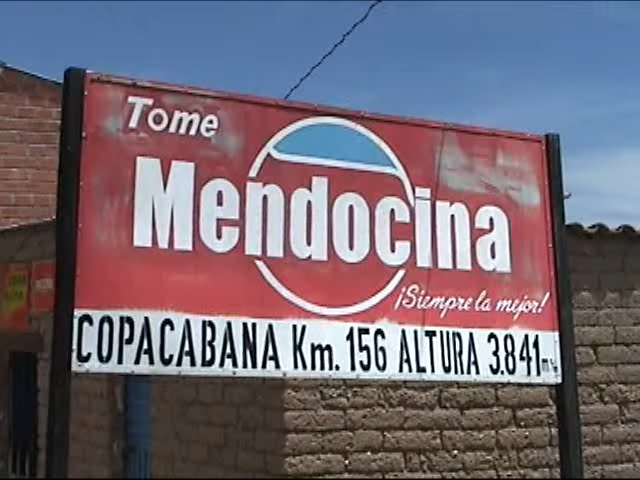 Tome
Mendocina
¡Siempre la mejor!
COPACABANA Km. 156 ALTURA 3.841